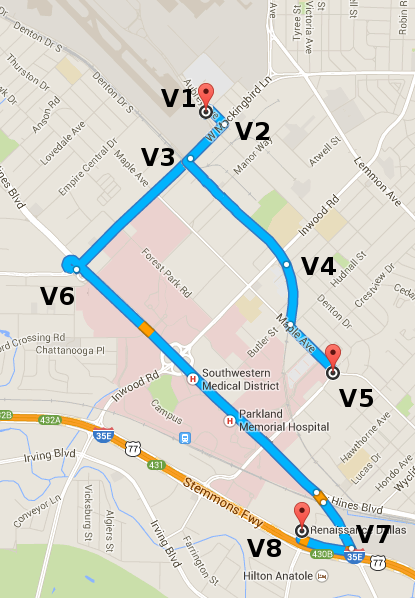 Denton Dr S
Tyree St
Victoria Ave
Robin R
Ave
Denton Dr S
Thurston Dr
Anson Rd
Lovedale Ave
Empire Central Dr
Maple Ave
V1
W Mockingbird Ln
V2
Manor Way
V3
Atwell St
Lemmon Ave
Inwood Rd
Hines Blvd
Forest Park Rd
V4
Hudnall St
Crestview Dr
V6
Denton Dr
Maple Ave
Butler St
ord Crossing Rd
Chattanooga Pl
Inwood Rd
H Southwestern
Medical District
V5
Campus
H Parkland
Memorial Hospital
Hawthorne Ave
Lucas Dr
Hondo Ave
Wyclif
2B
432A
35E
77
431
Irving Blvd
Irving Blvd
Conveyor Ln
Vicksburg St
Algiers St
Stemmons Fwy
Hines Blvd
Farrington St
Renaissance Dallas
V7
V8
430B
35E
77
Hilton Anatole